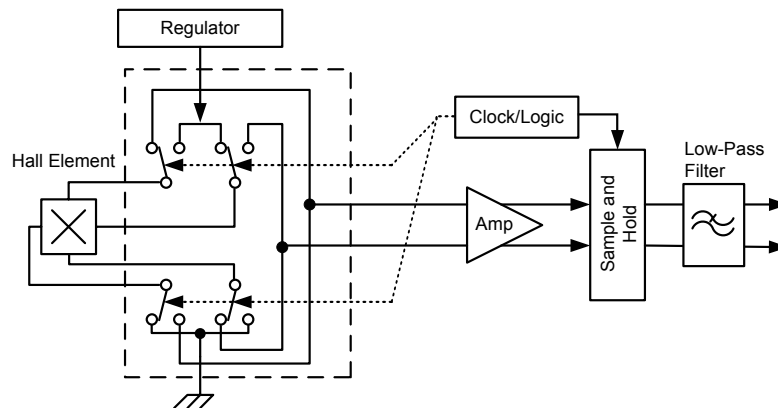 Regulator
Clock/Logic
Hall Element
Low-Pass
Filter
Amp
Sample and
Hold